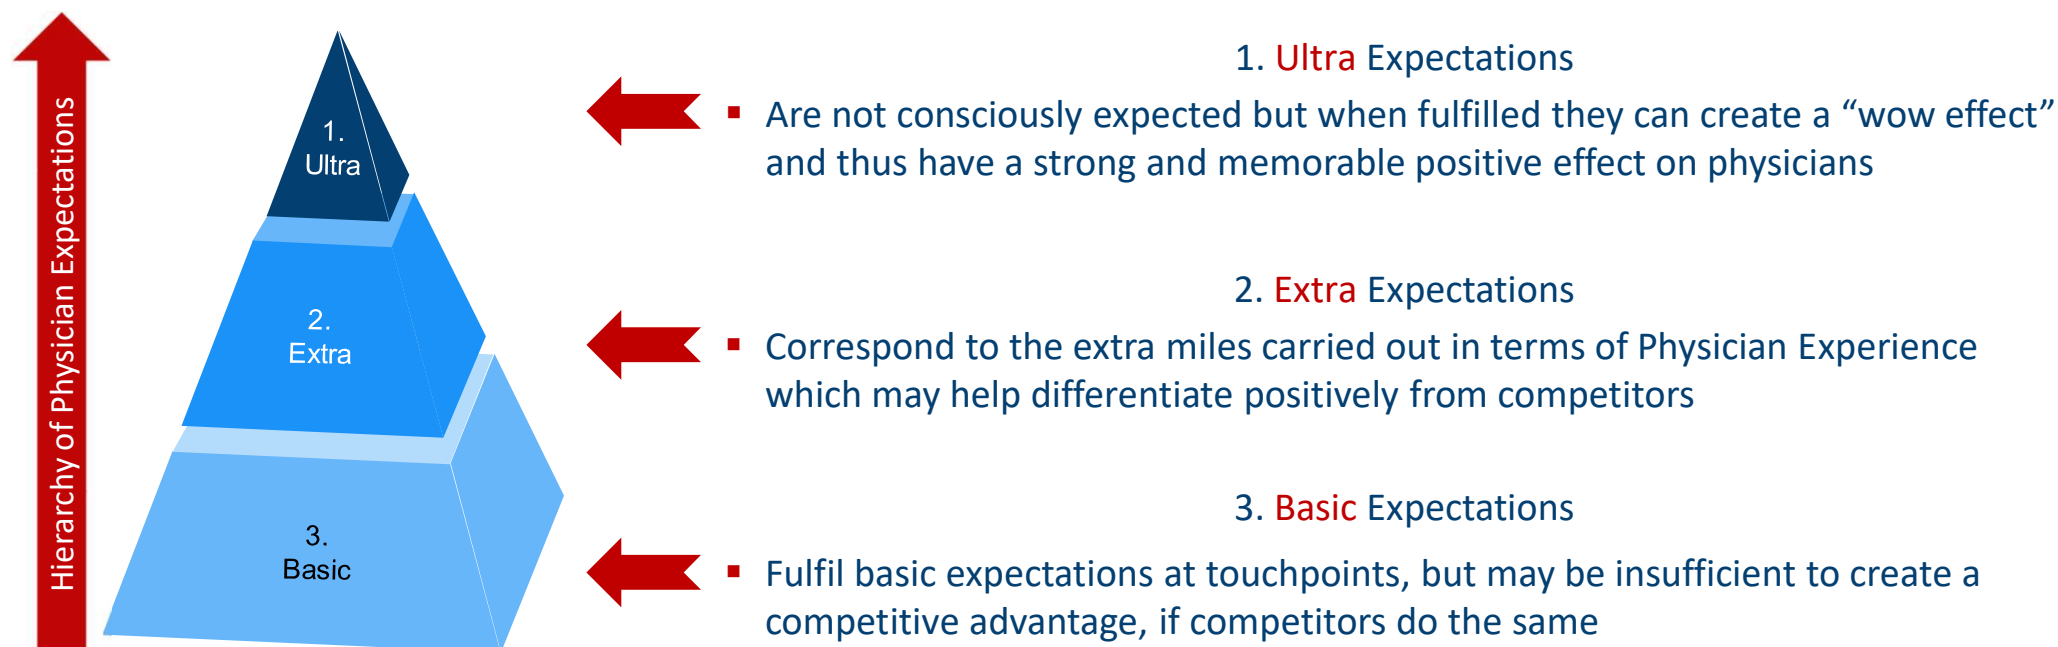 Hierarchy of Physician Expectations
1.
Ultra
2.
Extra
3.
Basic
1. Ultra Expectations
▪ Are not consciously expected but when fulfilled they can create a “wow effect”
and thus have a strong and memorable positive effect on physicians
2. Extra Expectations
▪ Correspond to the extra miles carried out in terms of Physician Experience
which may help differentiate positively from competitors
3. Basic Expectations
▪ Fulfil basic expectations at touchpoints, but may be insufficient to create a
competitive advantage, if competitors do the same